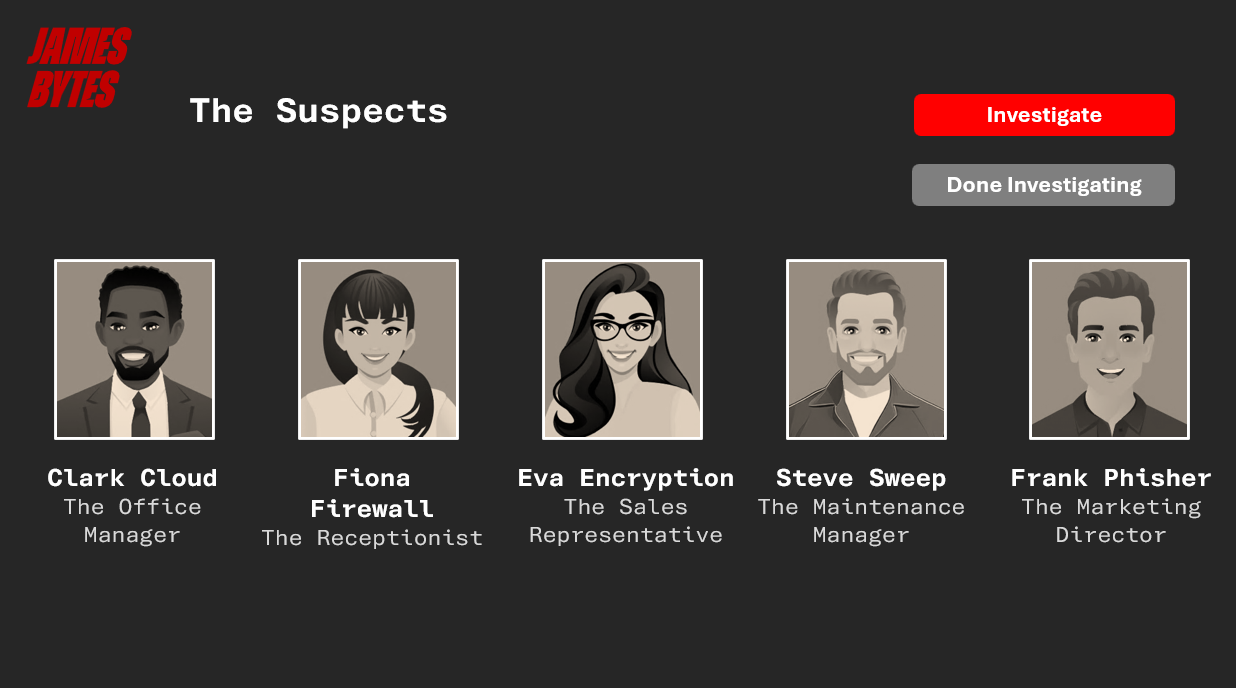 JAMES
BYTES
The Suspects
Investigate
Done Investigating
Clark Cloud
The Office
Manager
Fiona
Firewall
The Receptionist
Eva Encryption
The Sales
Representative
Steve Sweep
The Maintenance
Manager
Frank Phisher
The Marketing
Director